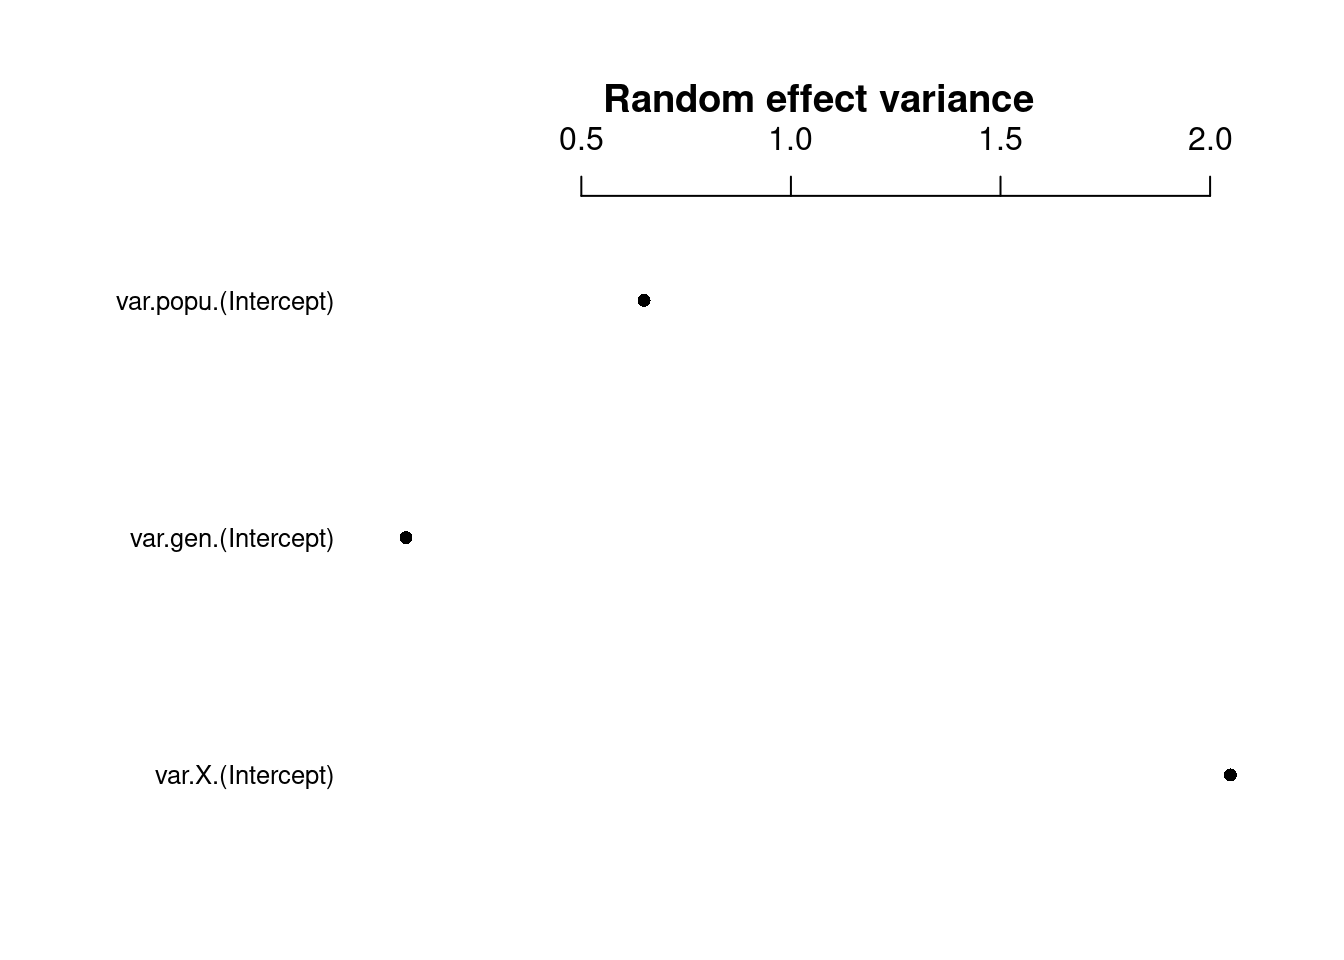 Random effect variance
0.5 1.0 1.5 2.0
var.popu.(Intercept)
var.gen.(Intercept)
var.X.(Intercept)